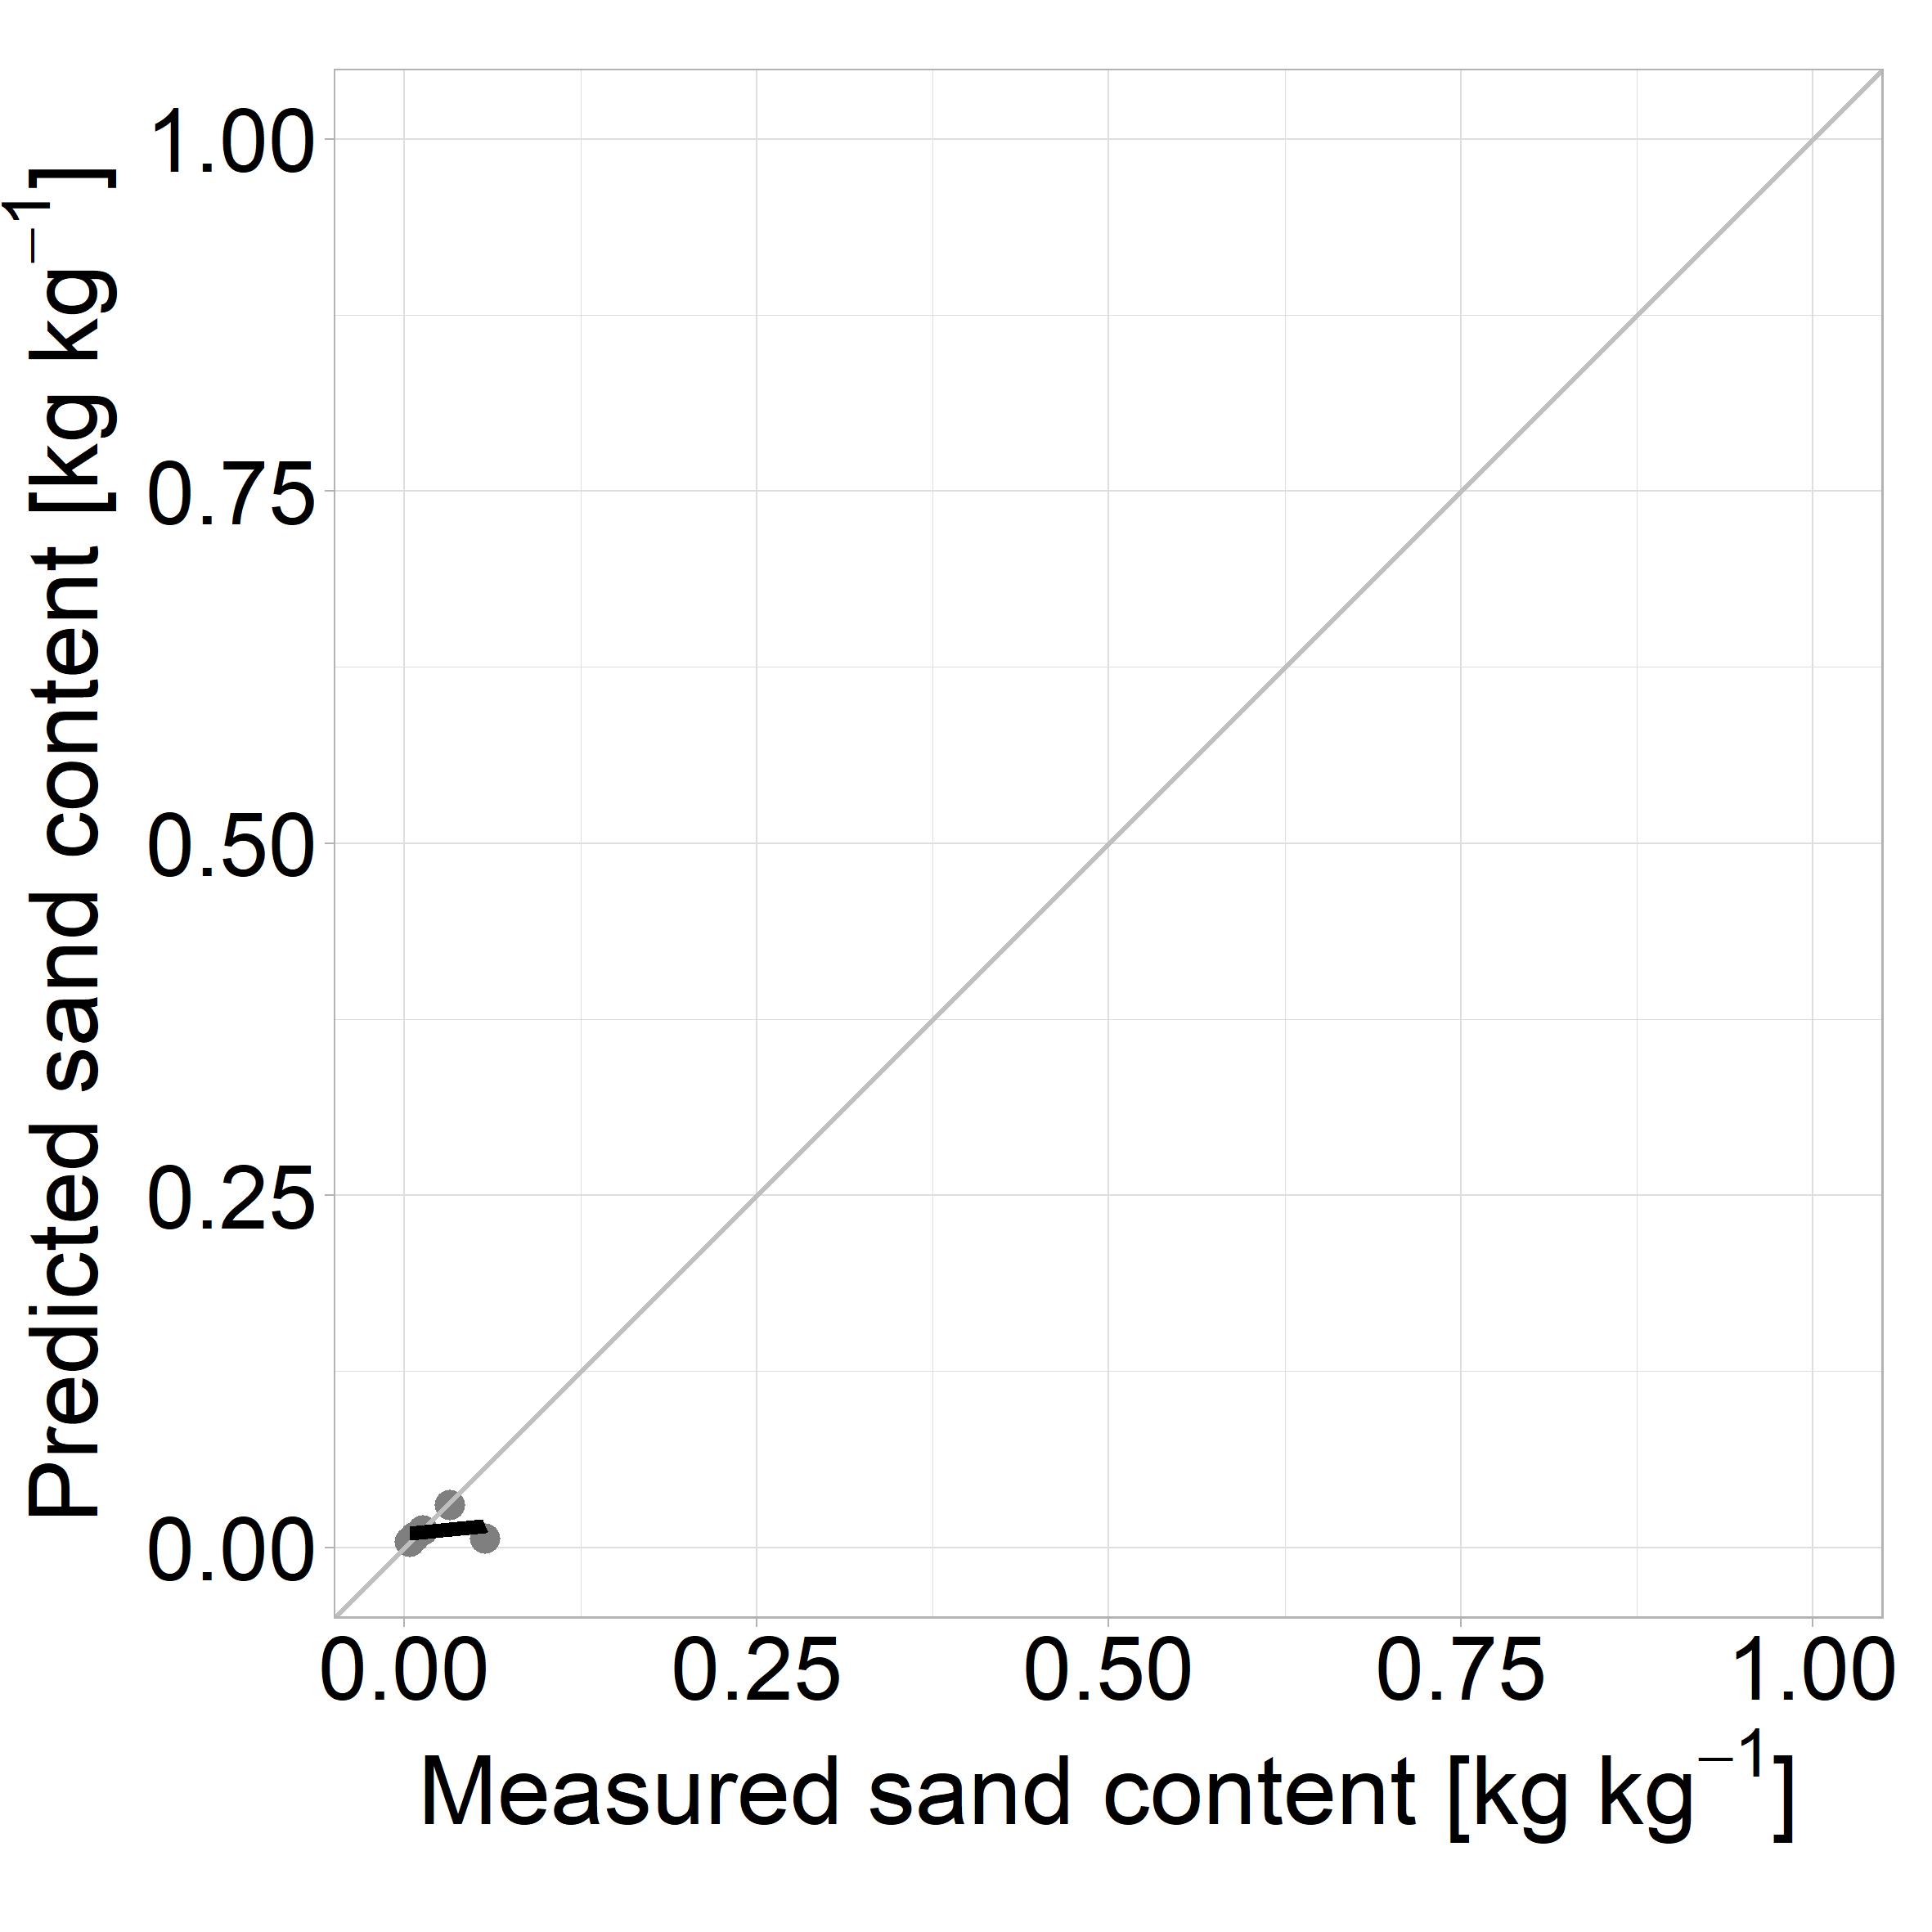 Predicted sand content [kg kg⁻¹]
1.00
0.75
0.50
0.25
0.00
0.00 0.25 0.50 0.75 1.00
Measured sand content [kg kg⁻¹]